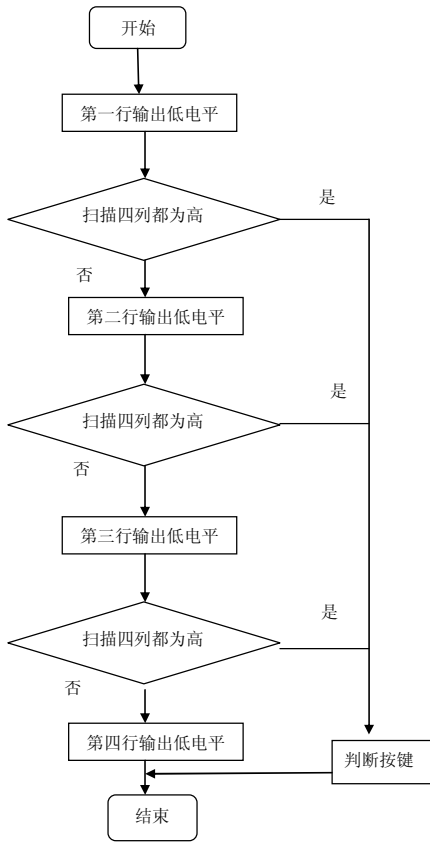 开始
第一行输出低电平
扫描四列都为高
是
否
第二行输出低电平
扫描四列都为高
是
否
第三行输出低电平
扫描四列都为高
是
否
第四行输出低电平
判断按键
结束